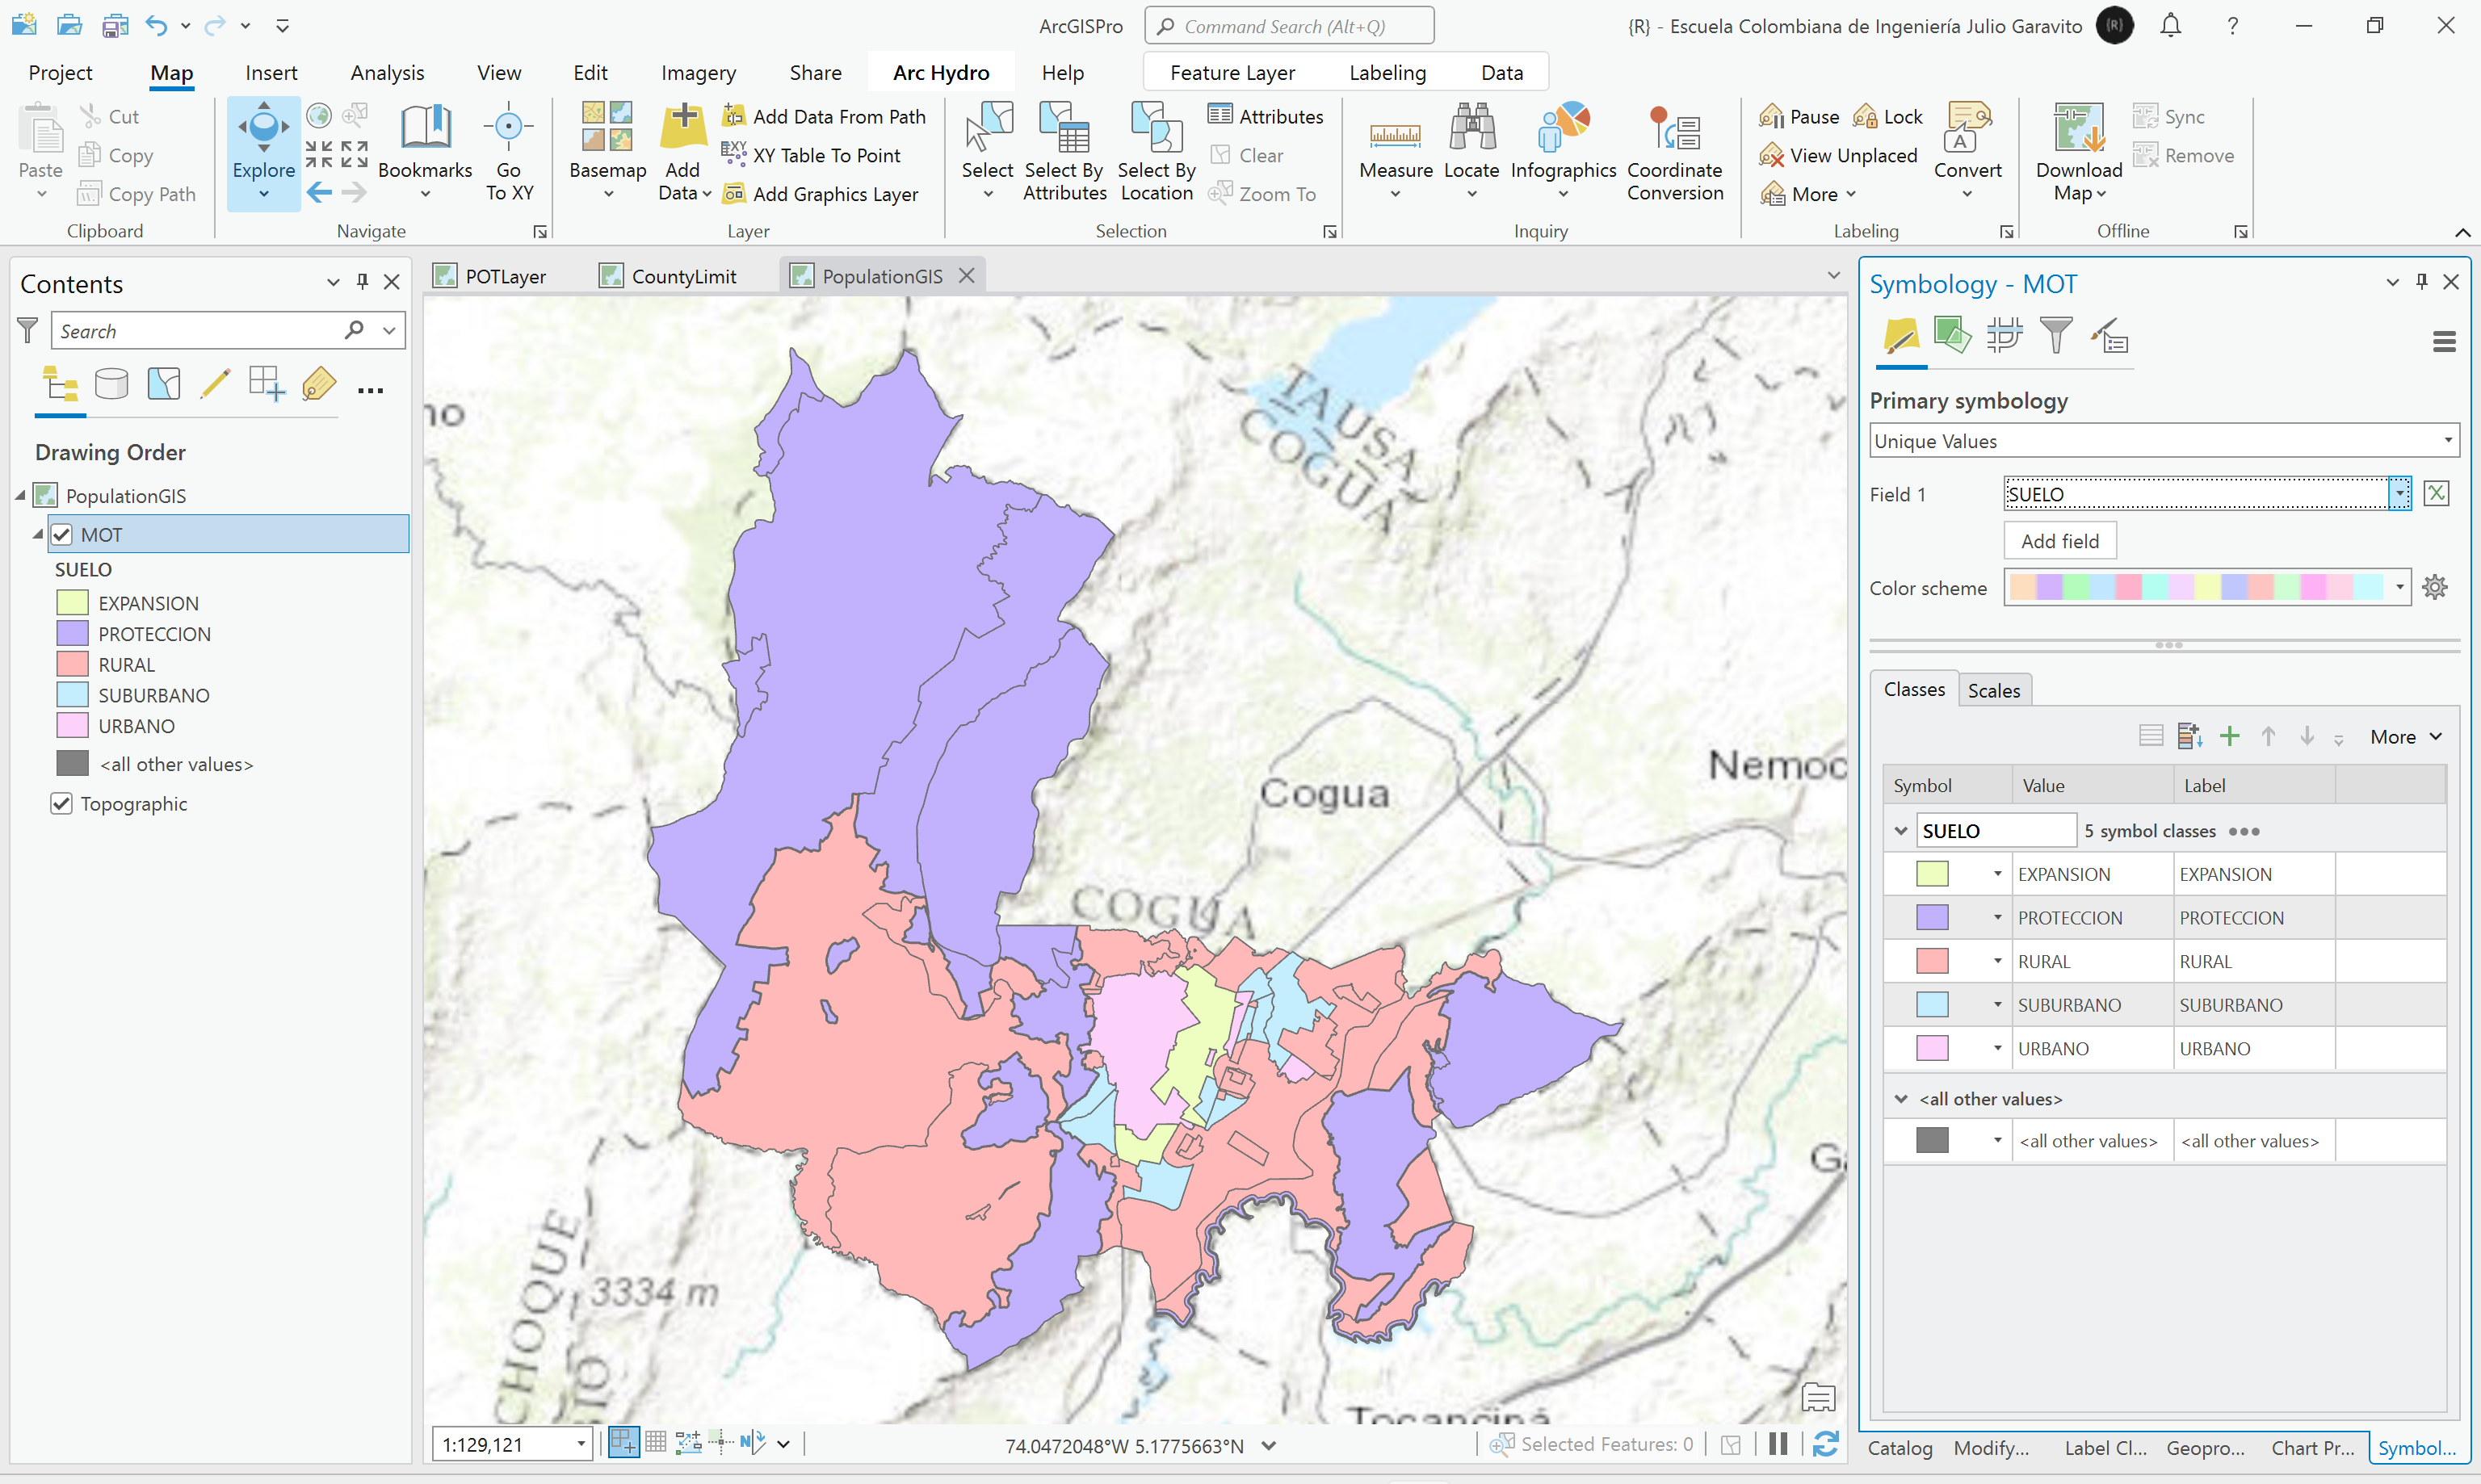 ArcGISPro
Command Search (Alt+Q)
{R} - Escuela Colombiana de Ingeniería Julio Garavito
{R}
?
Project
Map
Insert
Analysis
View
Edit
Imagery
Share
Arc Hydro
Help
Feature Layer
Labeling
Data
Paste
Cut
Copy
Copy Path
Clipboard
Explore
Bookmarks
Go
To XY
Navigate
Basemap
Add
Data
Add Data From Path
XY Table To Point
Add Graphics Layer
Layer
Select
Select By
Attributes
Select By
Location
Attributes
Clear
Zoom To
Selection
Measure
Locate
Infographics
Coordinate
Conversion
Inquiry
Pause
Lock
View Unplaced
More
Convert
Labeling
Download
Map
Sync
Remove
Offline
Contents
Search
Drawing Order
PopulationGIS
MOT
SUELO
EXPANSION
PROTECCION
RURAL
SUBURBANO
URBANO
<all other values>
Topographic
POTLayer
CountyLimit
PopulationGIS
TAUSA
COGUA
Cogua
COGUA
Nemoc
no
Ga
CHOQUE
3334 m
TO
Tocancipá
1:129,121
74.0472048°W 5.1775663°N
Selected Features: 0
Symbology - MOT
Primary symbology
Unique Values
Field 1
SUELO
Add field
Color scheme
Classes
Scales
More
Symbol
Value
Label
SUELO
5 symbol classes
EXPANSION
EXPANSION
PROTECCION
PROTECCION
RURAL
RURAL
SUBURBANO
SUBURBANO
URBANO
URBANO
<all other values>
<all other values>
<all other values>
Catalog
Modify...
Label Cl...
Geopro...
Chart Pr...
Symbol...